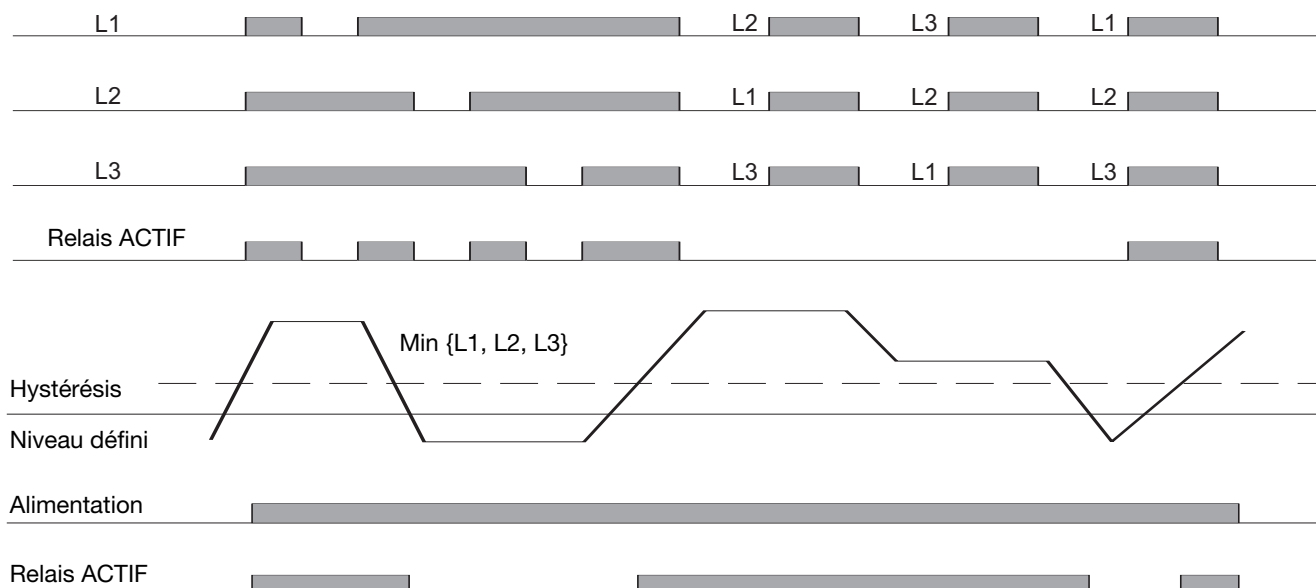 L1 L2 L3 L1
L2 L1 L2 L2
L3 L3 L1 L3
Relais ACTIF
Min {L1, L2, L3}
Hystérésis
Niveau défini
Alimentation
Relais ACTIF